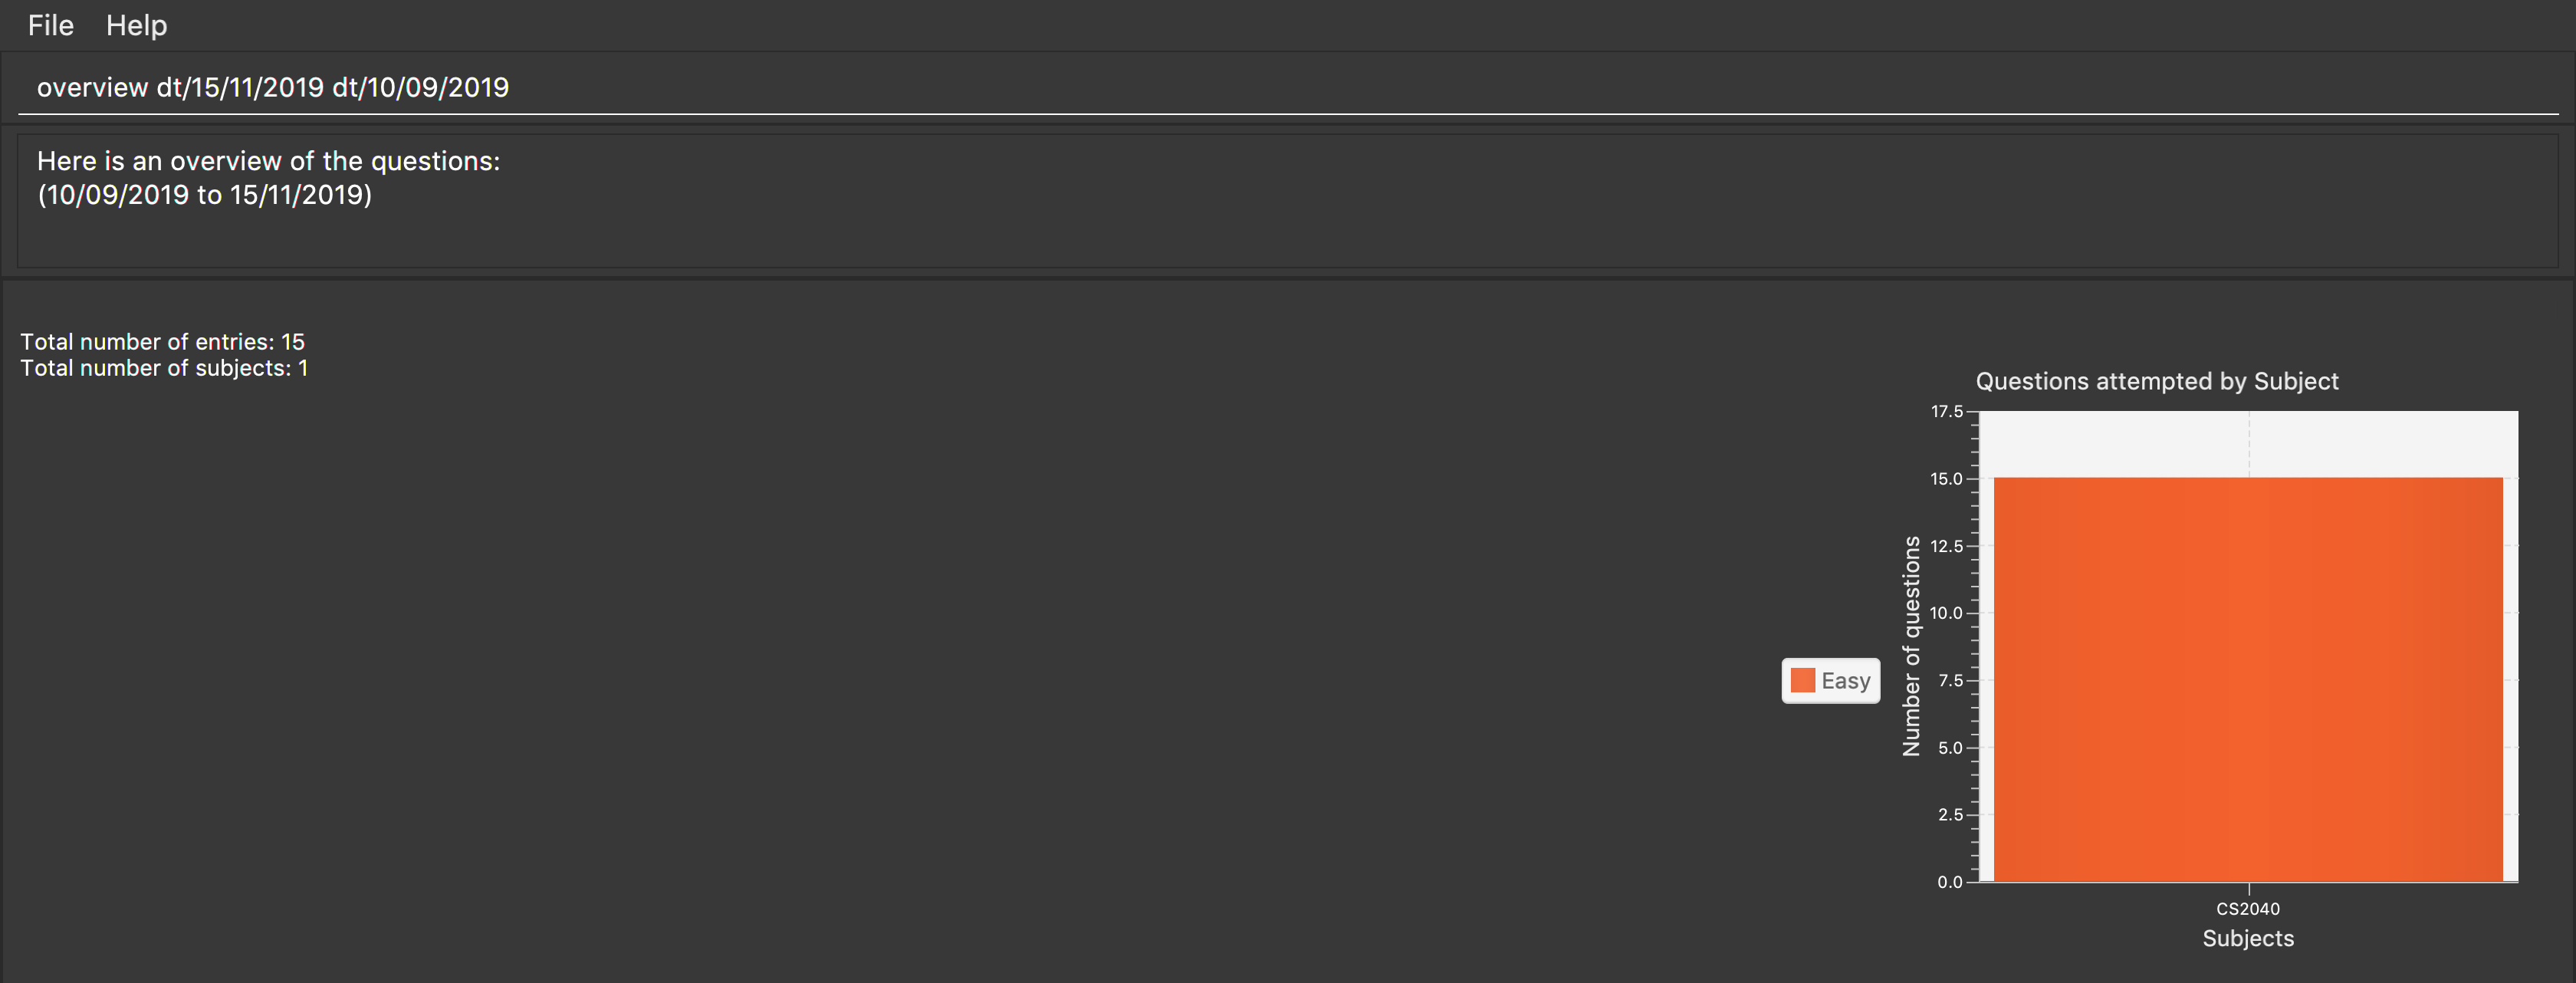 File Help
overview dt/15/11/2019 dt/10/09/2019
Here is an overview of the questions:
(10/09/2019 to 15/11/2019)
Total number of entries: 15
Total number of subjects: 1
Questions attempted by Subject
17.5
15.0
12.5
10.0
7.5
5.0
2.5
0.0
Number of questions
Easy
CS2040
Subjects